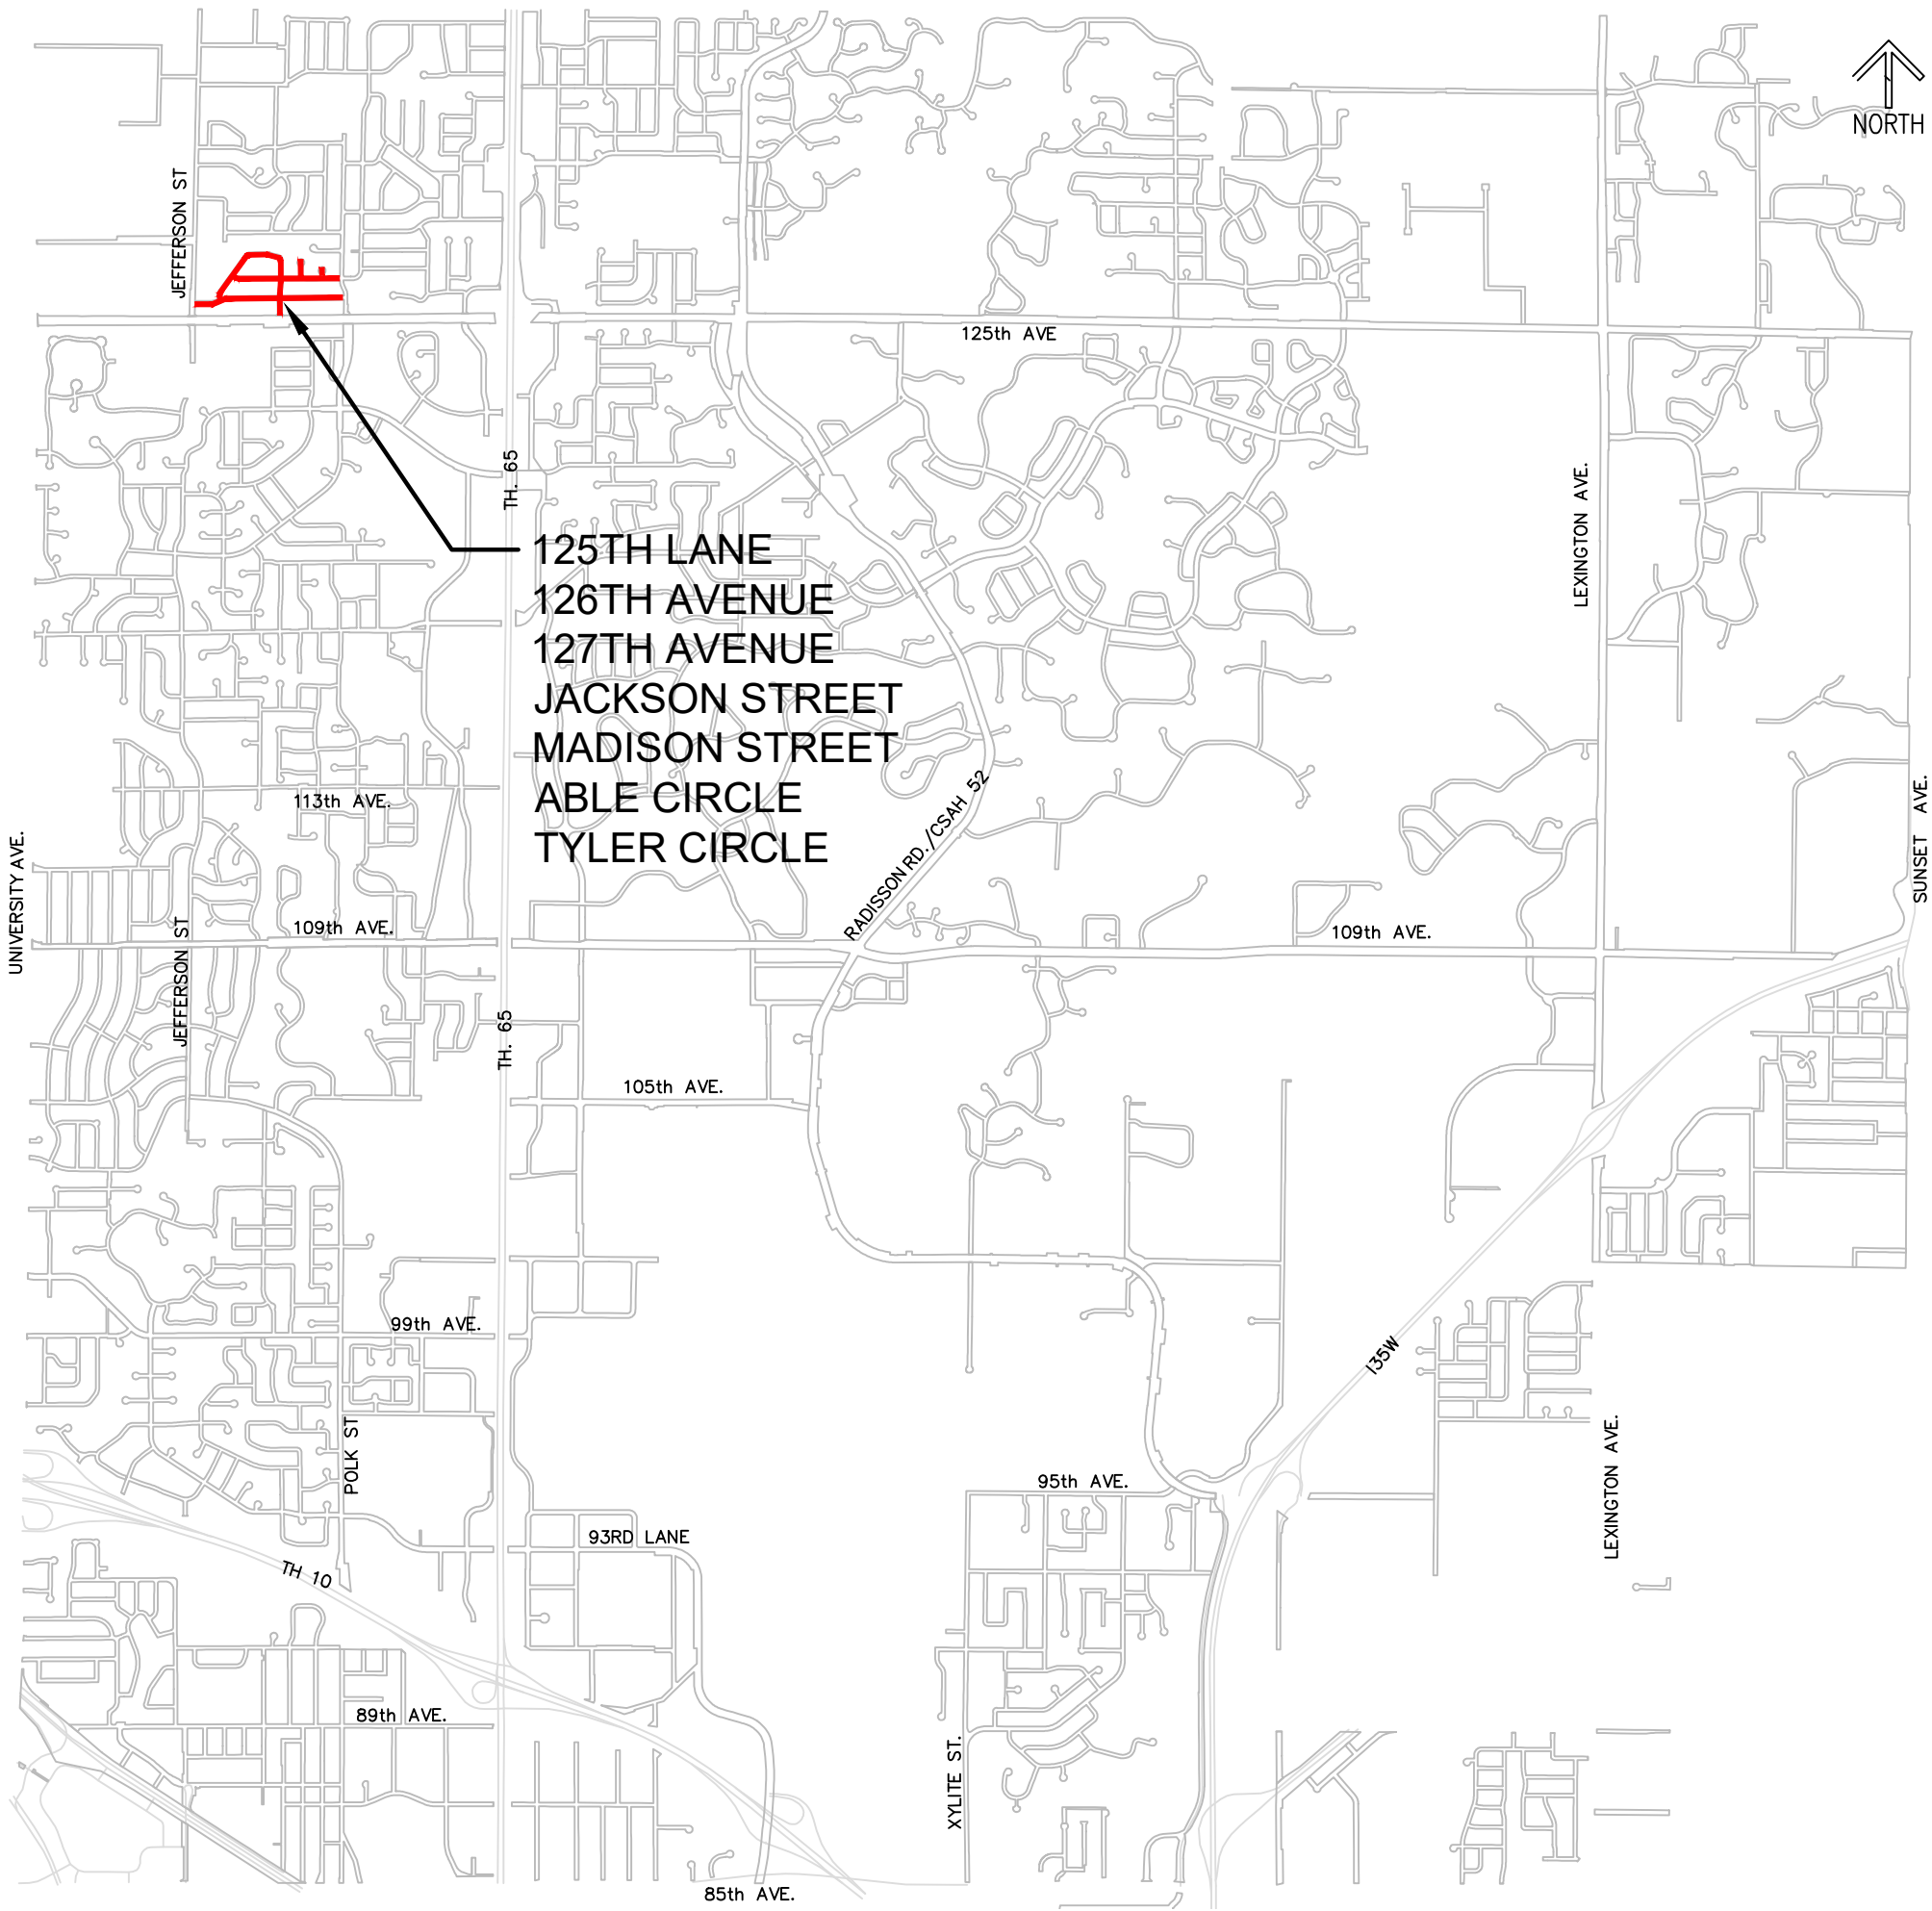 NORTH
JEFFERSON ST
125th AVE
TH. 65
LEXINGTON AVE.
125TH LANE
126TH AVENUE
127TH AVENUE
JACKSON STREET
MADISON STREET
ABLE CIRCLE
TYLER CIRCLE
113th AVE.
RADISSON RD./CSAH 52
SUNSET AVE.
UNIVERSITY AVE.
JEFFERSON ST
109th AVE.
109th AVE.
TH. 65
105th AVE.
99th AVE.
I35W
POLK ST
95th AVE.
LEXINGTON AVE.
93RD LANE
TH 10
89th AVE.
XYLITE ST.
85th AVE.